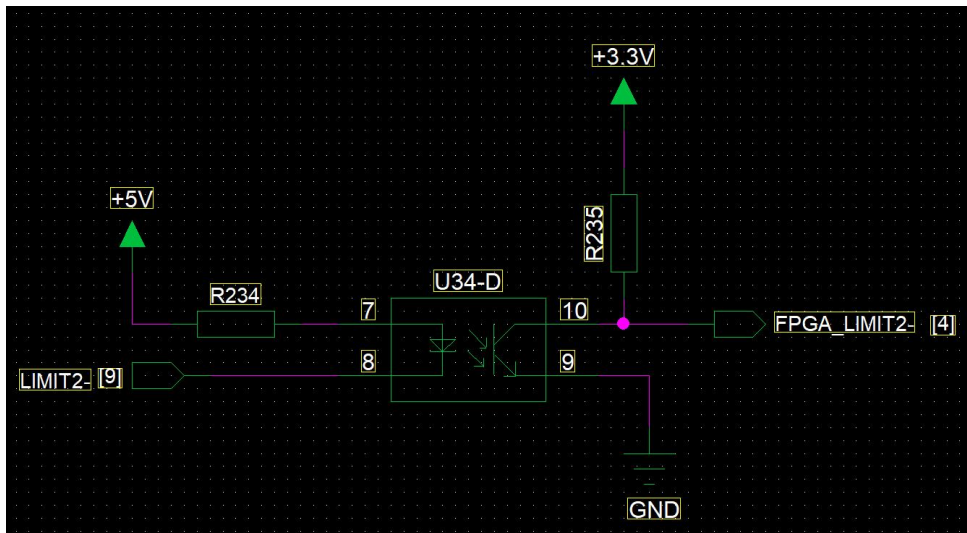 +3.3V
+5V
R235
U34-D
R234
7
10
FPGA_LIMIT2- [4]
8
9
LIMIT2- [9]
GND